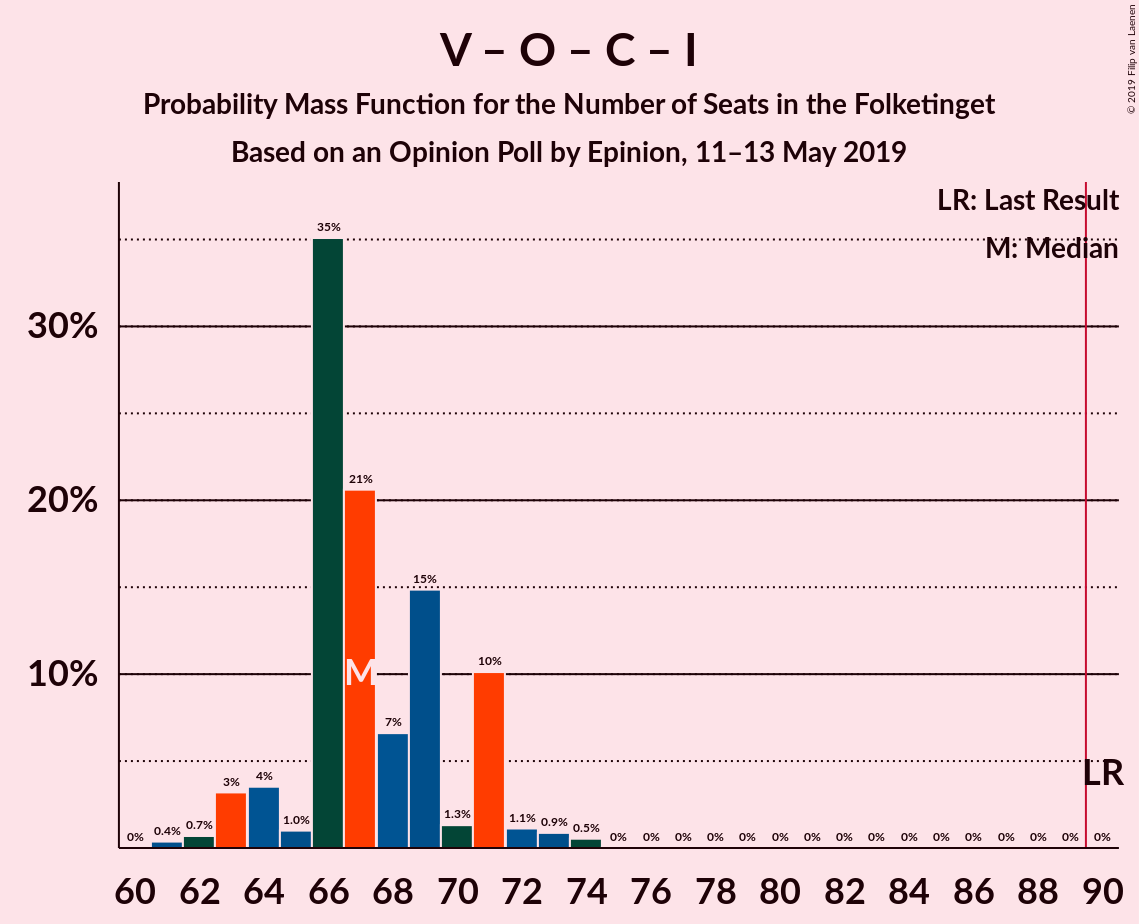 V – O – C – I
Probability Mass Function for the Number of Seats in the Folketinget
Based on an Opinion Poll by Epinion, 11–13 May 2019
© 2019 Filip van Laenen
LR: Last Result
M: Median
30%
20%
10%
0% 0.4% 0.7% 3% 4% 1.0% 35% 21% 7% 15% 1.3% 10% 1.1% 0.9% 0.5% 0% 0% 0% 0% 0% 0% 0% 0% 0% 0% 0% 0% 0% 0% 0% 0%
M
LR
60 62 64 66 68 70 72 74 76 78 80 82 84 86 88 90